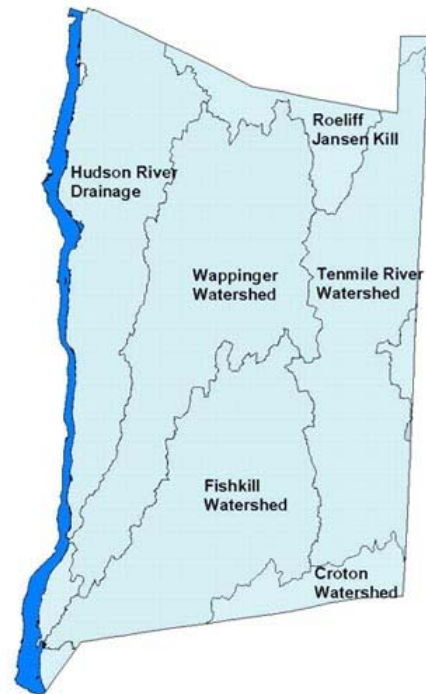 Roeliff
Jansen Kill
Hudson River
Drainage
Wappinger
Watershed
Tenmile River
Watershed
Fishkill
Watershed
Croton
Watershed